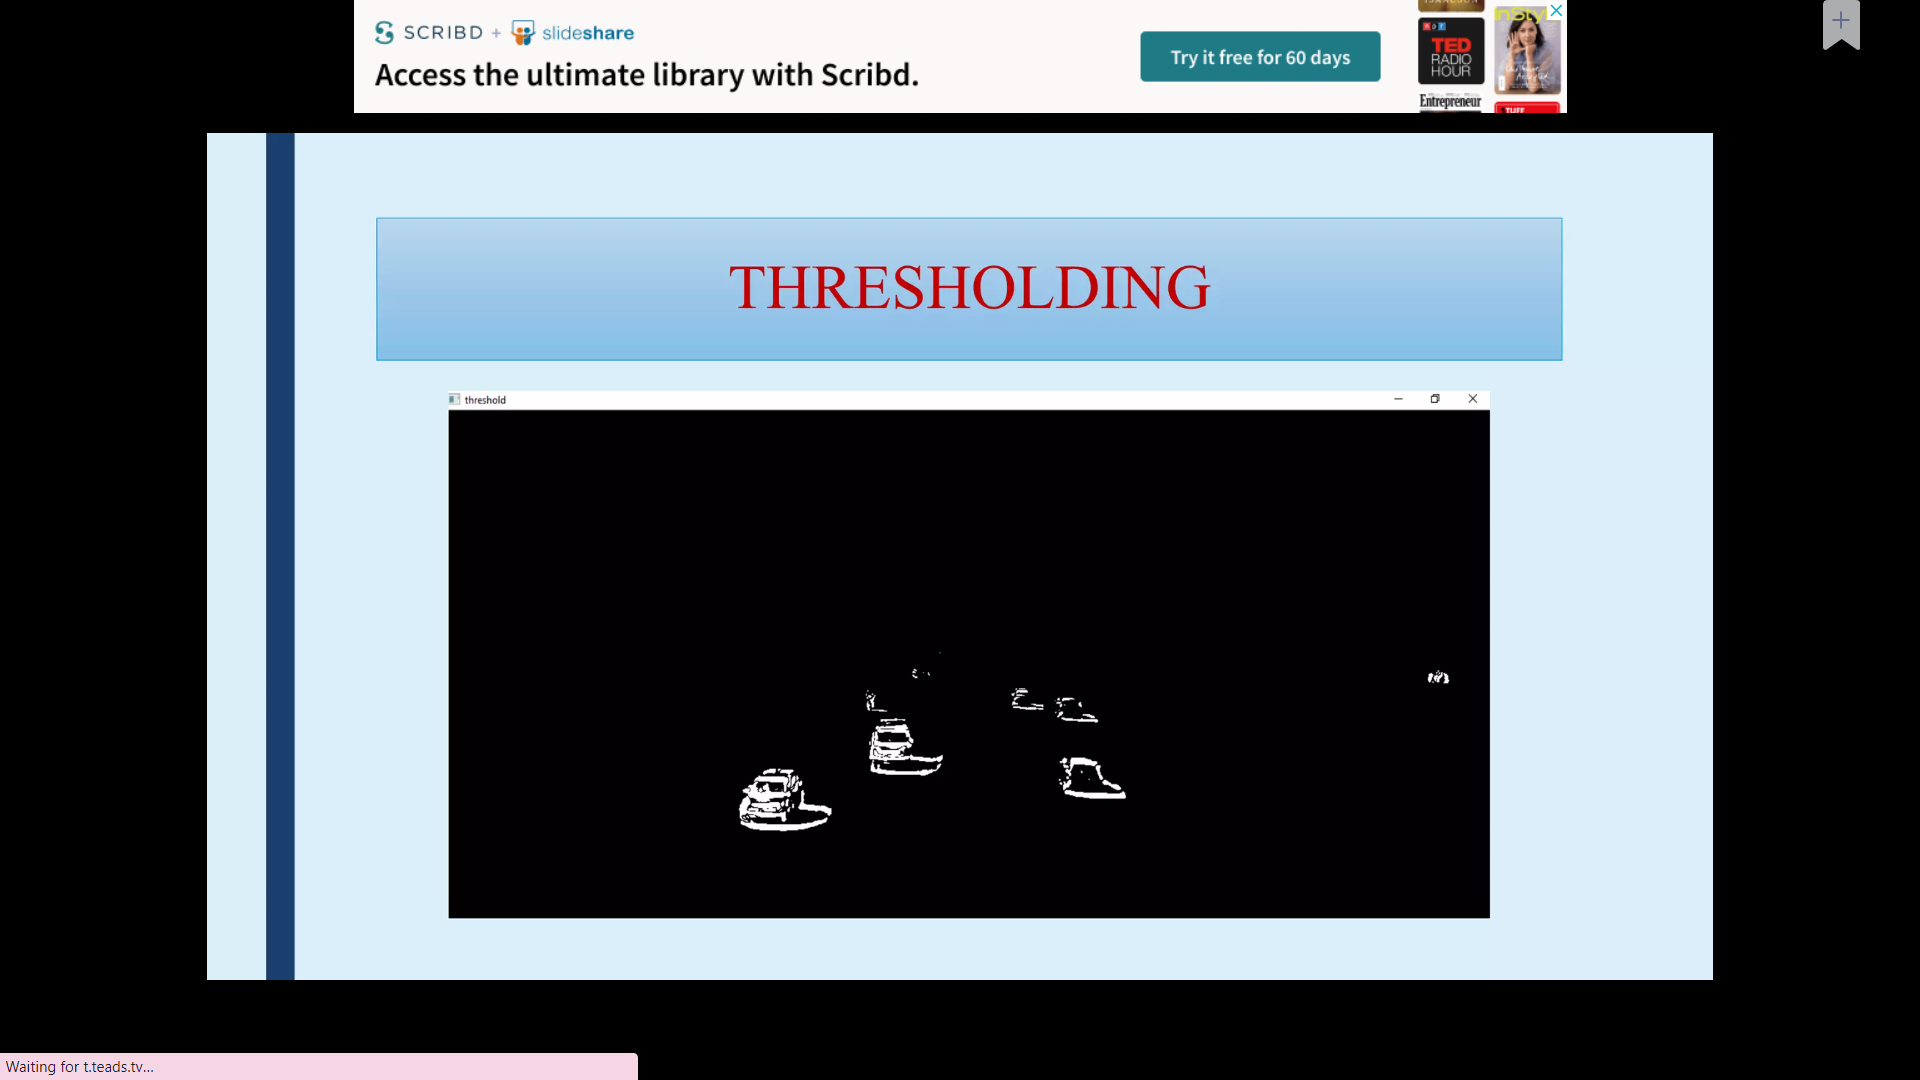 SCRIBD + slideshare
Access the ultimate library with Scribd.
Try it free for 60 days
TED
RADIO
HOUR
InStyl
Entrepreneur
THRESHOLDING
threshold
Waiting for t.teads.tv...